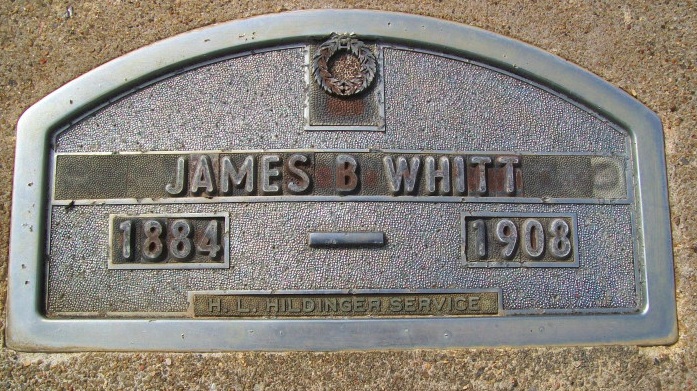 JAMES B WHITT
1884 — 1908
H. L. HILDINGER SERVICE